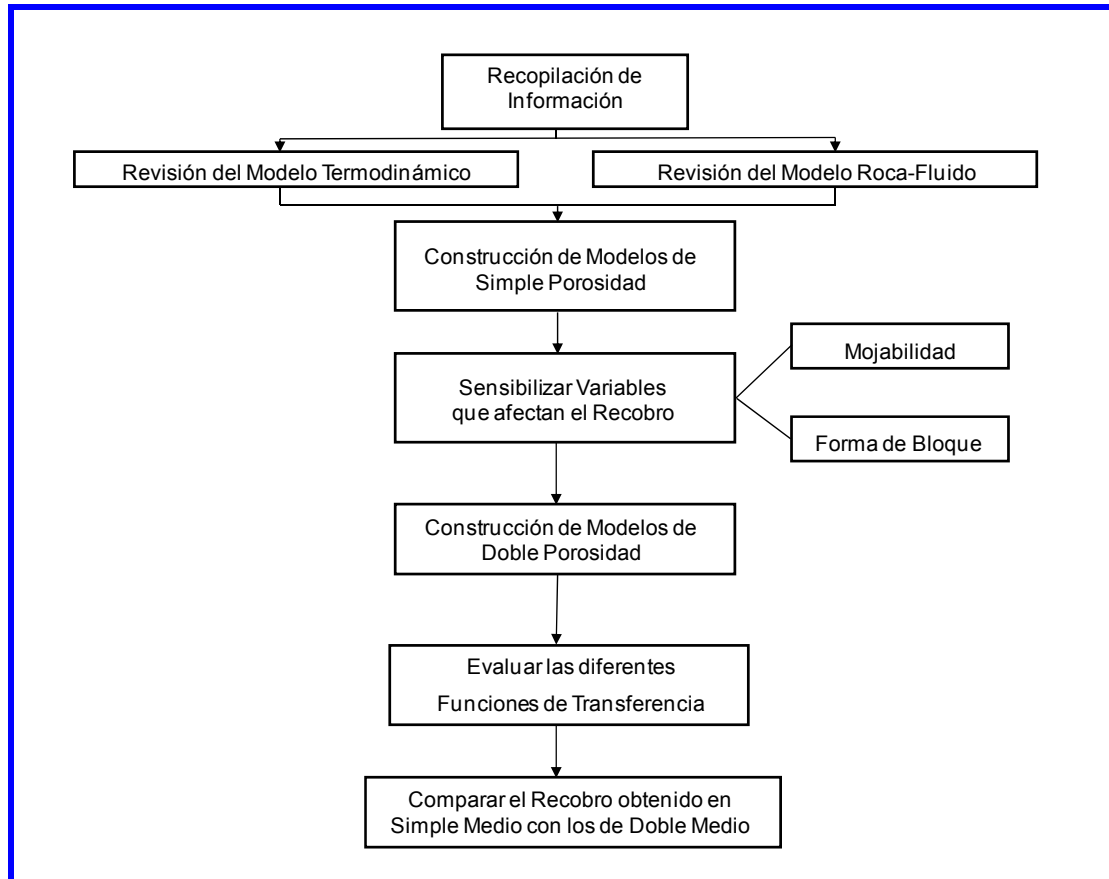 Recopilación de
Información
Revisión del Modelo Termodinámico
Revisión del Modelo Roca-Fluido
Construcción de Modelos de
Simple Porosidad
Sensibilizar Variables
que afectan el Recobro
Mojabilidad
Forma de Bloque
Construcción de Modelos de
Doble Porosidad
Evaluar las diferentes
Funciones de Transferencia
Comparar el Recobro obtenido en
Simple Medio con los de Doble Medio